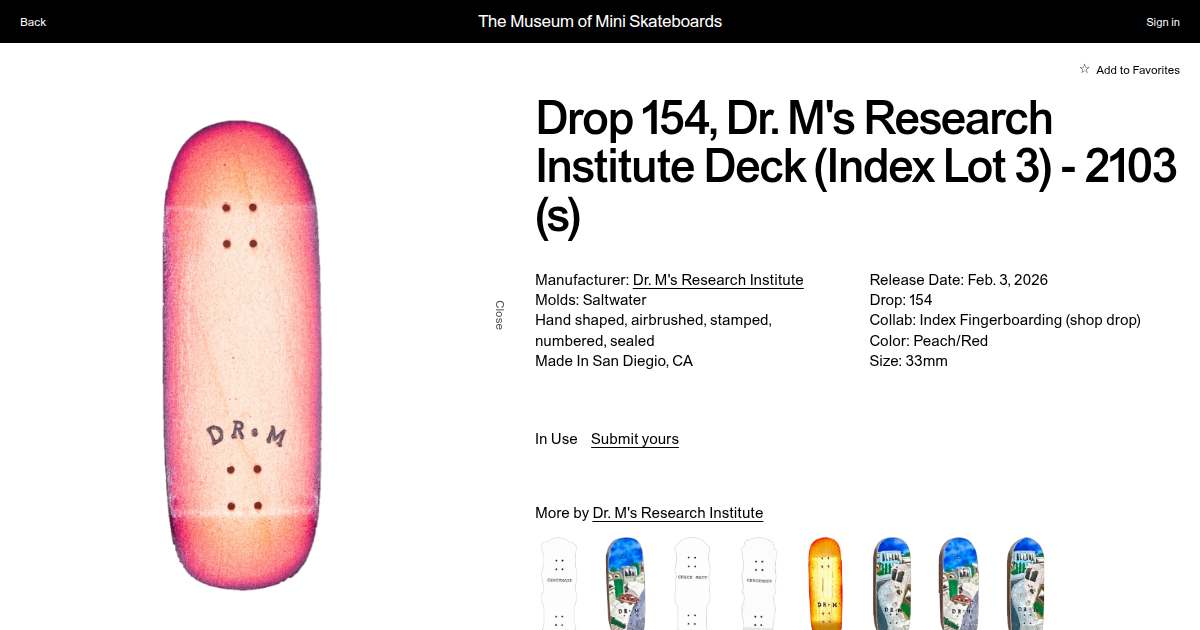 Back
The Museum of Mini Skateboards
Sign in
☆ Add to Favorites
Drop 154, Dr. M's Research
Institute Deck (Index Lot 3) - 2103
(s)
Manufacturer: Dr. M's Research Institute
Molds: Saltwater
Hand shaped, airbrushed, stamped,
numbered, sealed
Made In San Diegio, CA
Release Date: Feb. 3, 2026
Drop: 154
Collab: Index Fingerboarding (shop drop)
Color: Peach/Red
Size: 33mm
Close
DR•M
In Use Submit yours
More by Dr. M's Research Institute
DR•M